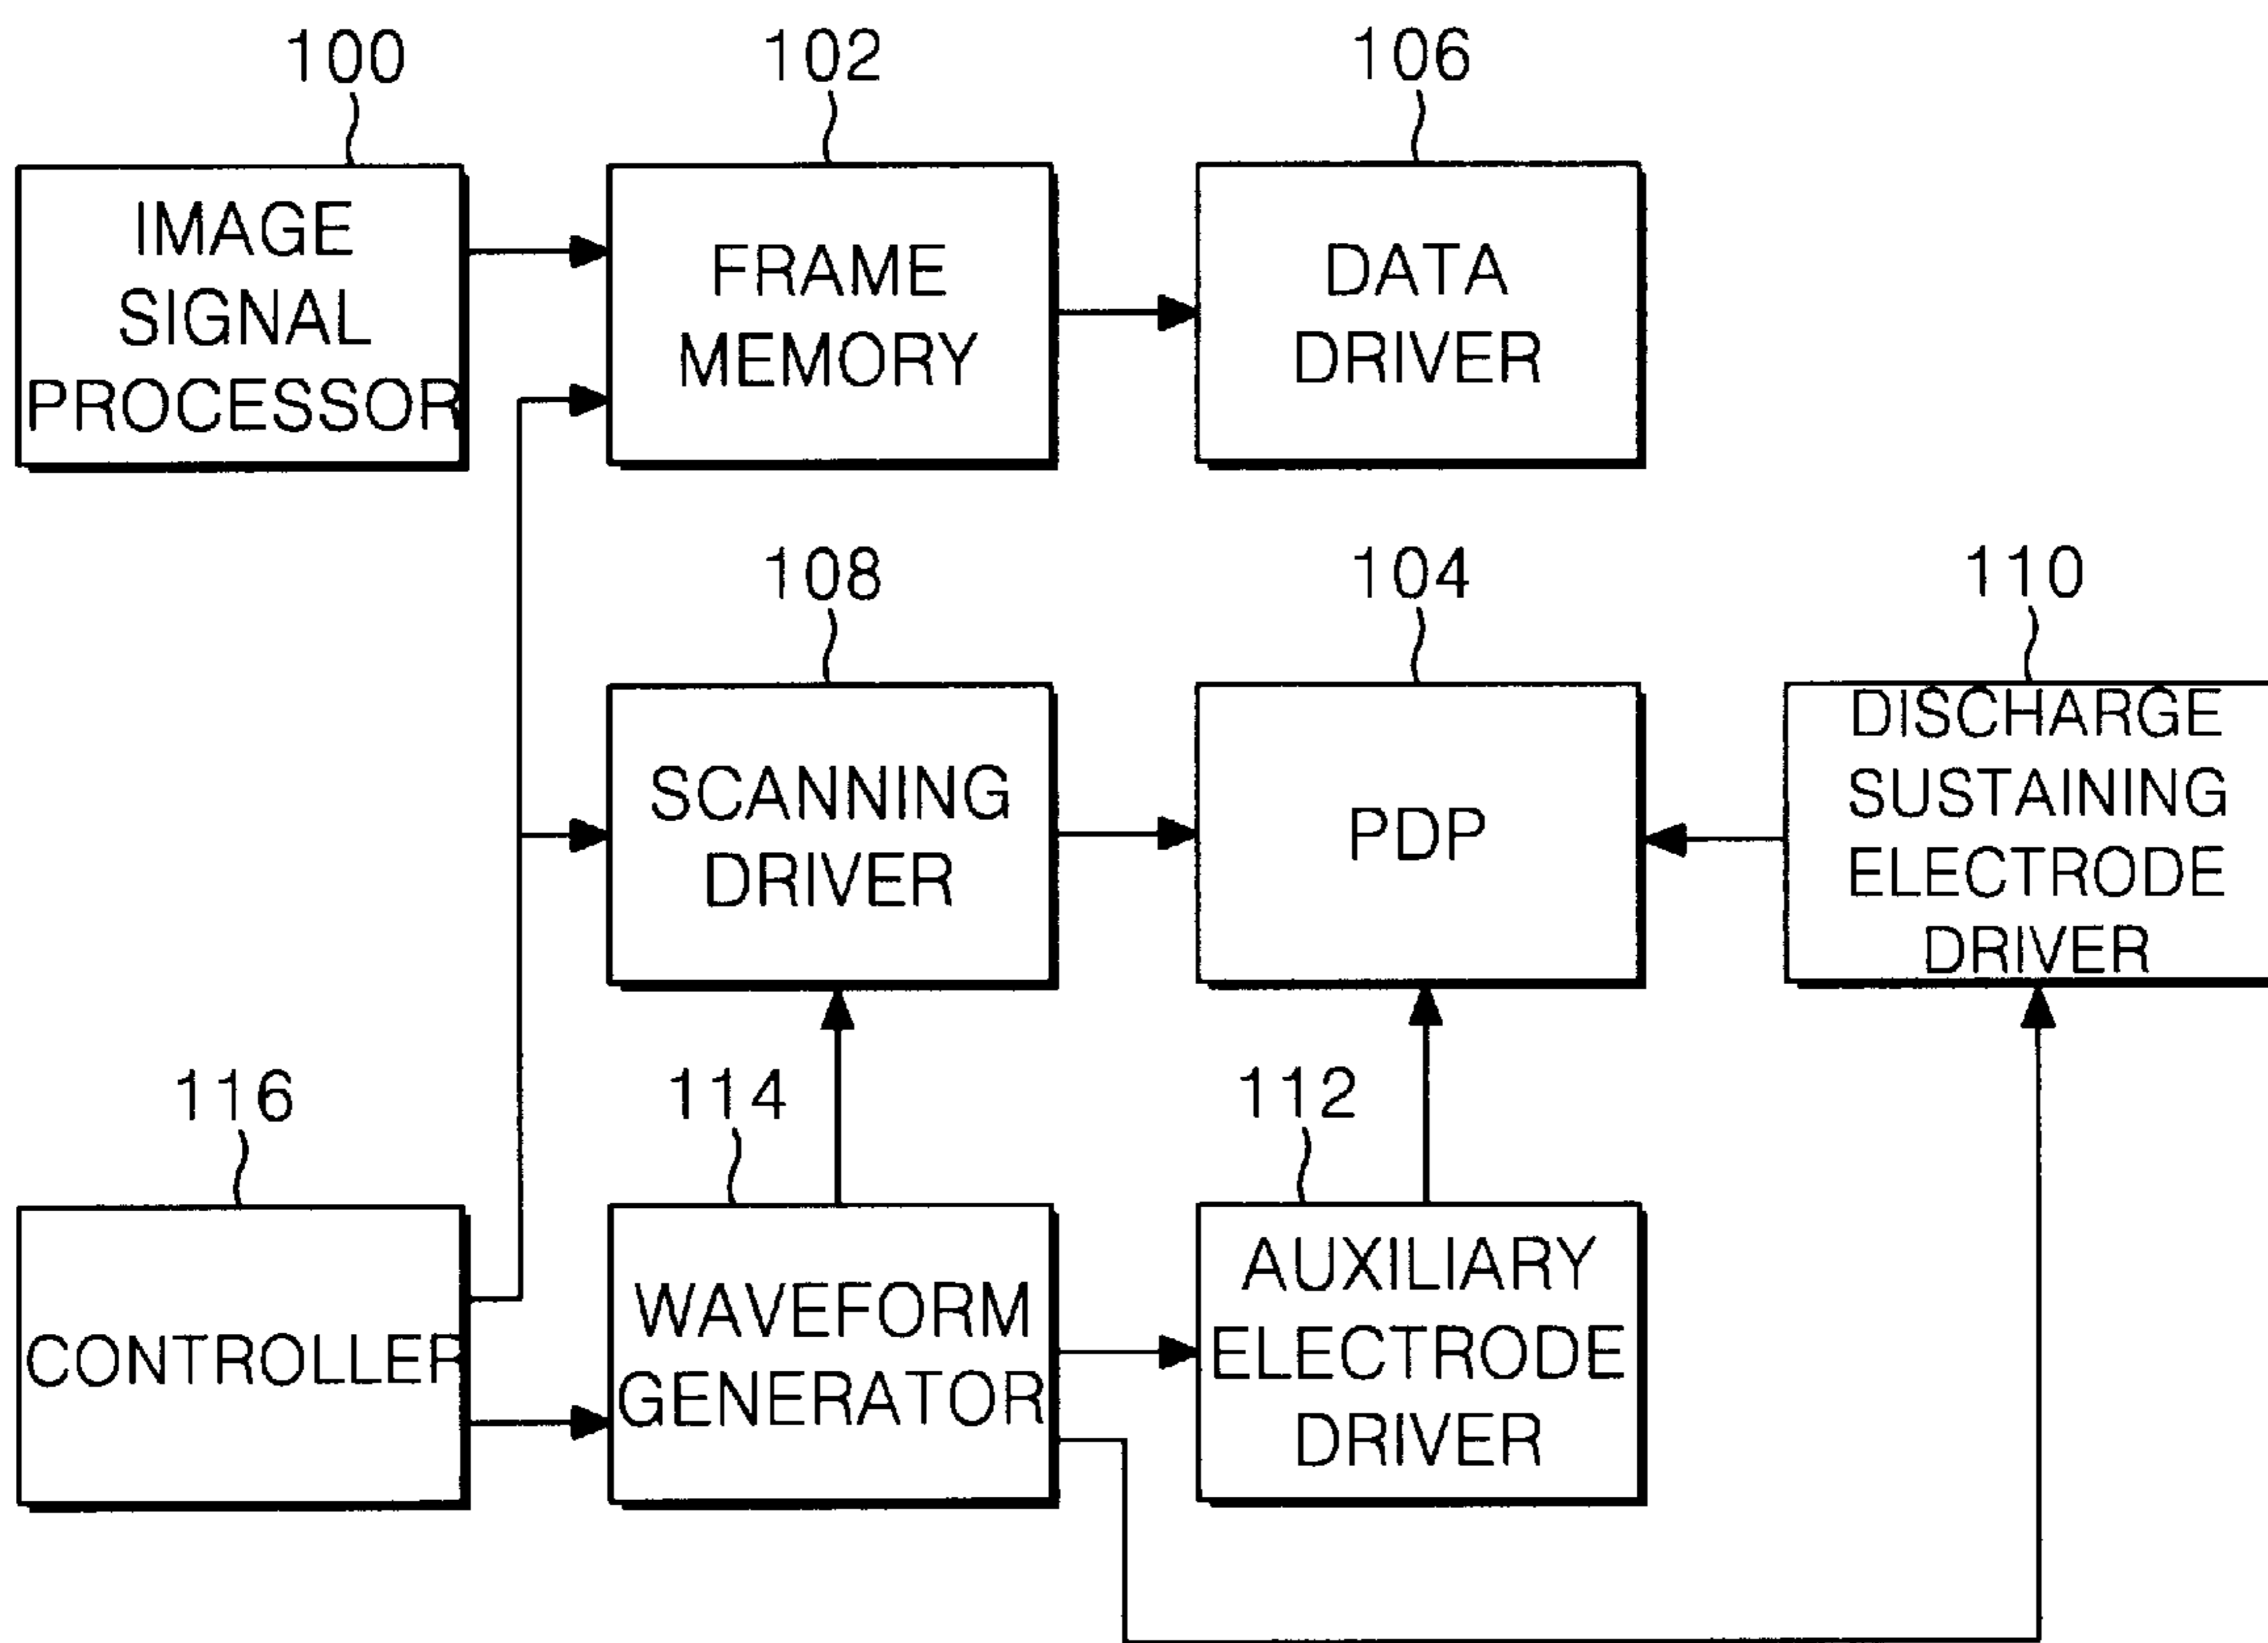 100
102
106
IMAGE
SIGNAL
PROCESSOR
FRAME
MEMORY
DATA
DRIVER
108
104
110
SCANNING
DRIVER
PDP
DISCHARGE
SUSTAINING
ELECTRODE
DRIVER
116
114
112
CONTROLLER
WAVEFORM
GENERATOR
AUXILIARY
ELECTRODE
DRIVER